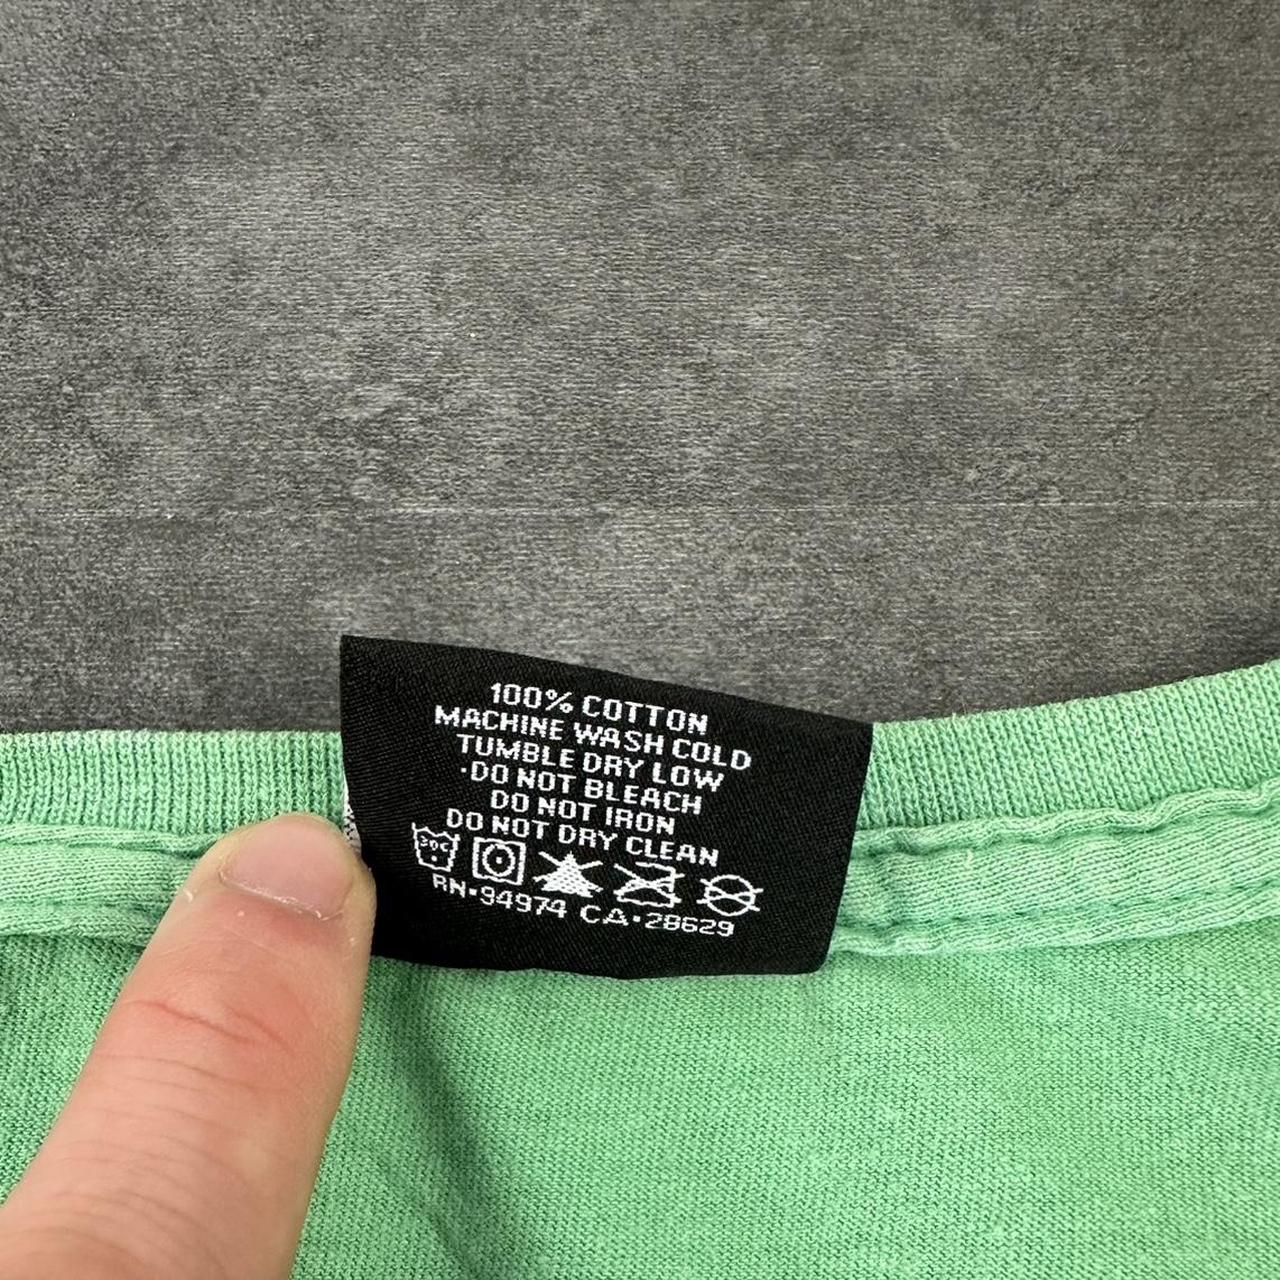 100% COTTON
MACHINE WASH COLD
TUMBLE DRY LOW
·DO NOT BLEACH
DO NOT IRON
DO NOT DRY CLEAN
30C
RN·94974 CA·28629